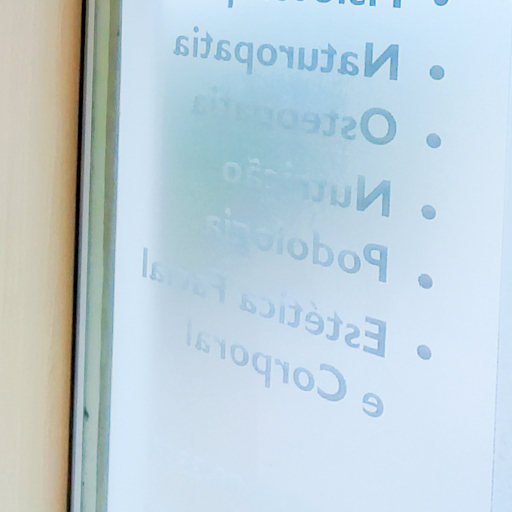 • Naturopatia
• Osteopatia
• Nutrição
• Podologia
• Estética Facial
e Corporal